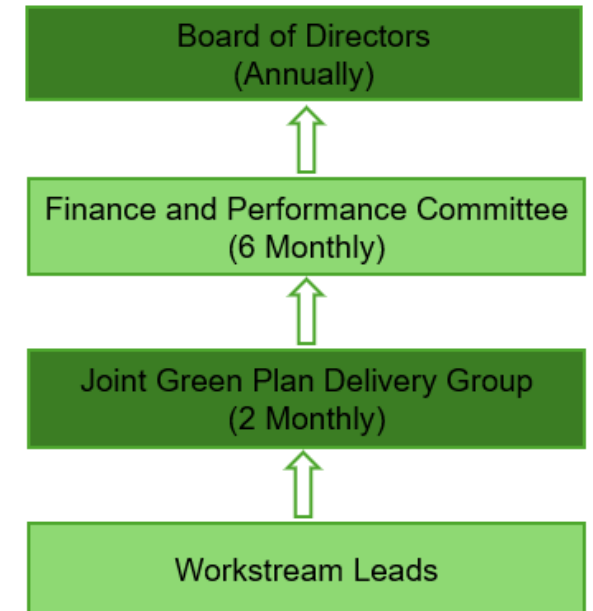 Board of Directors
(Annually)
Finance and Performance Committee
(6 Monthly)
Joint Green Plan Delivery Group
(2 Monthly)
Workstream Leads